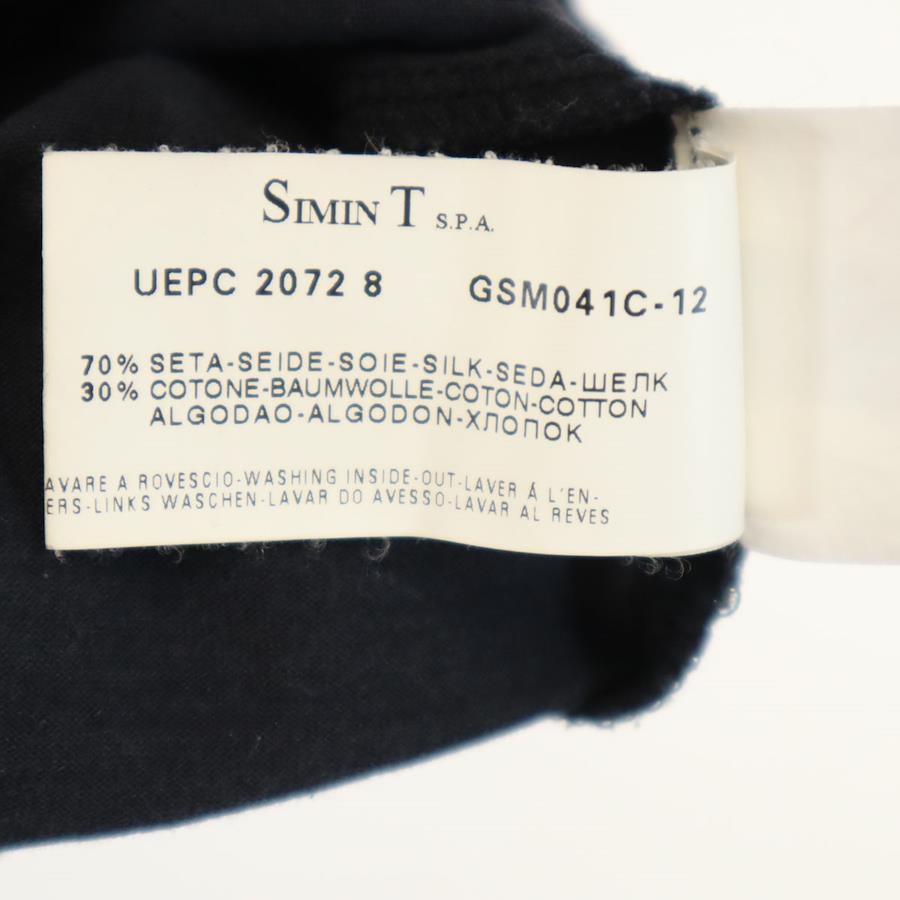 SIMIN T S.P.A.
UEPC 2072 8 GSM041C-12
70% SETA-SEIDE-SOIE-SILK-SEDA-ШЕЛК
30% COTONE-BAUMWOLLE-COTON-COTTON
ALGODAO-ALGODON-ХЛОПОК
AVARE A ROVESCIO-WASHING INSIDE-OUT-LAVER Á L'EN-
ERS-LINKS WASCHEN-LAVAR DO AVESSO-LAVAR AL REVES